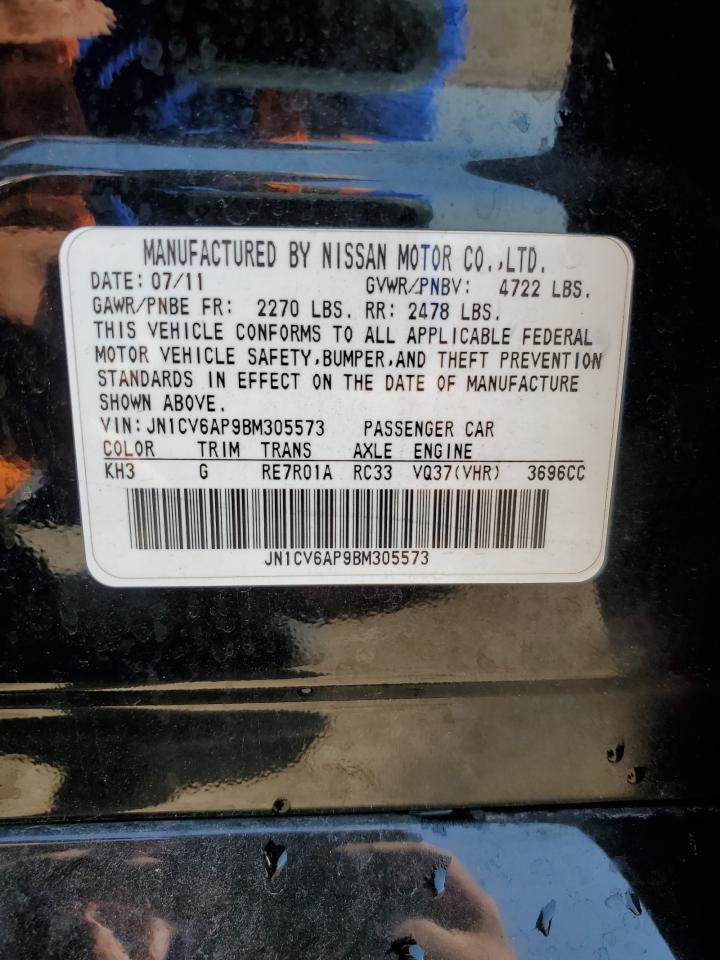 MANUFACTURED BY NISSAN MOTOR CO.,LTD.
DATE: 07/11 GVWR/PNBV: 4722 LBS.
GAWR/PNBE FR: 2270 LBS. RR: 2478 LBS.
THIS VEHICLE CONFORMS TO ALL APPLICABLE FEDERAL
MOTOR VEHICLE SAFETY,BUMPER,AND THEFT PREVENTION
STANDARDS IN EFFECT ON THE DATE OF MANUFACTURE
SHOWN ABOVE.
VIN:JN1CV6AP9BM305573 PASSENGER CAR
COLOR TRIM TRANS AXLE ENGINE
KH3 G RE7R01A RC33 VQ37(VHR) 3696CC
JN1CV6AP9BM305573